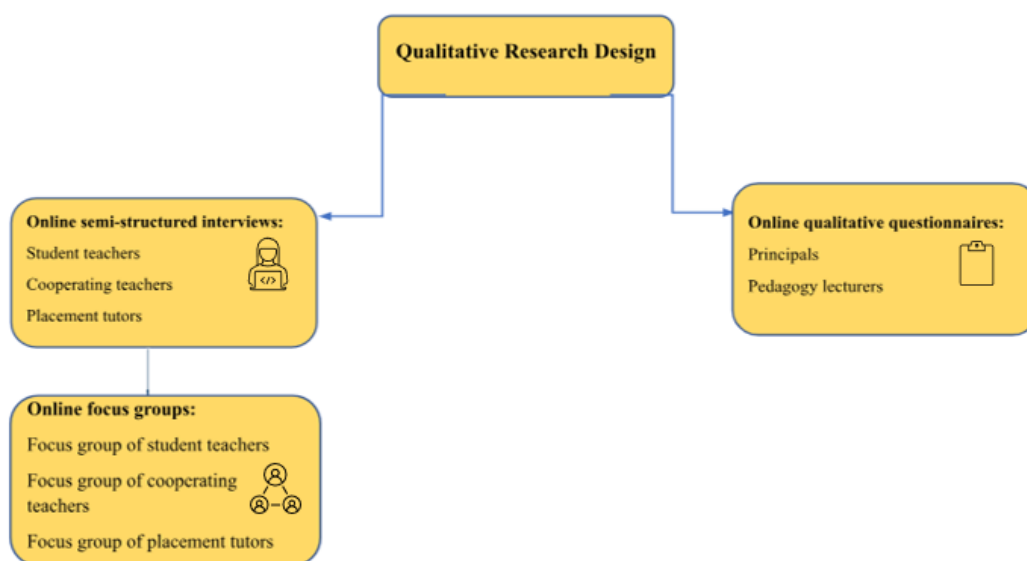 Qualitative Research Design
Online semi-structured interviews:
Student teachers
Cooperating teachers
Placement tutors
</>
Online qualitative questionnaires:
Principals
Pedagogy lecturers
Online focus groups:
Focus group of student teachers
Focus group of cooperating
teachers
Focus group of placement tutors